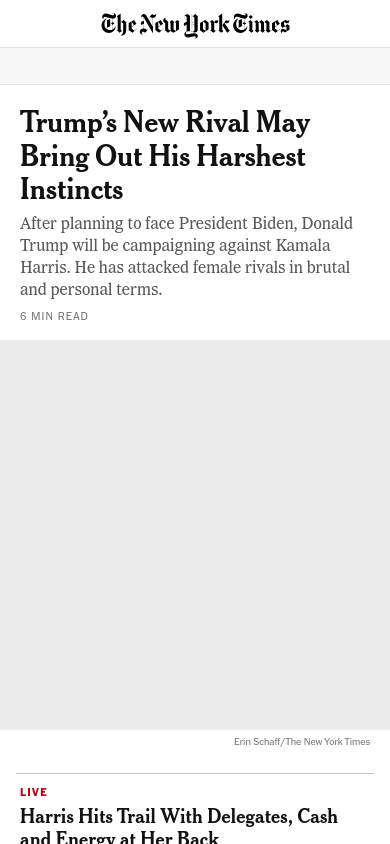 The New York Times
Trump’s New Rival May
Bring Out His Harshest
Instincts
After planning to face President Biden, Donald
Trump will be campaigning against Kamala
Harris. He has attacked female rivals in brutal
and personal terms.
6 MIN READ
Erin Schaff/The New York Times
LIVE
Harris Hits Trail With Delegates, Cash
and Energy at Her Back